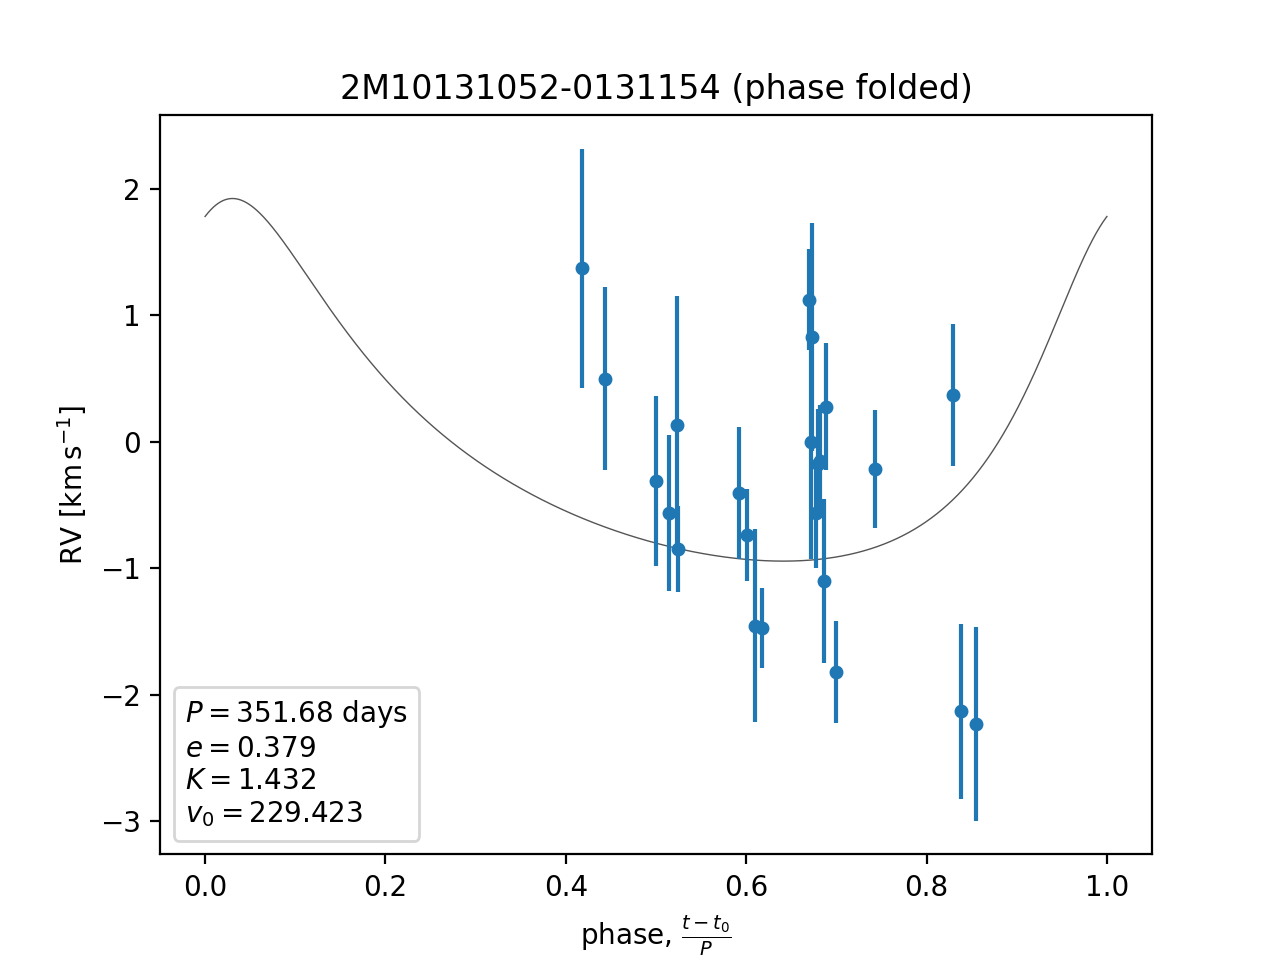 2M10131052-0131154 (phase folded)
RV [km s⁻¹]
2
1
0
−1
−2
−3
P = 351.68 days
e = 0.379
K = 1.432
v₀ = 229.423
0.0 0.2 0.4 0.6 0.8 1.0
phase, (t − t₀)/P